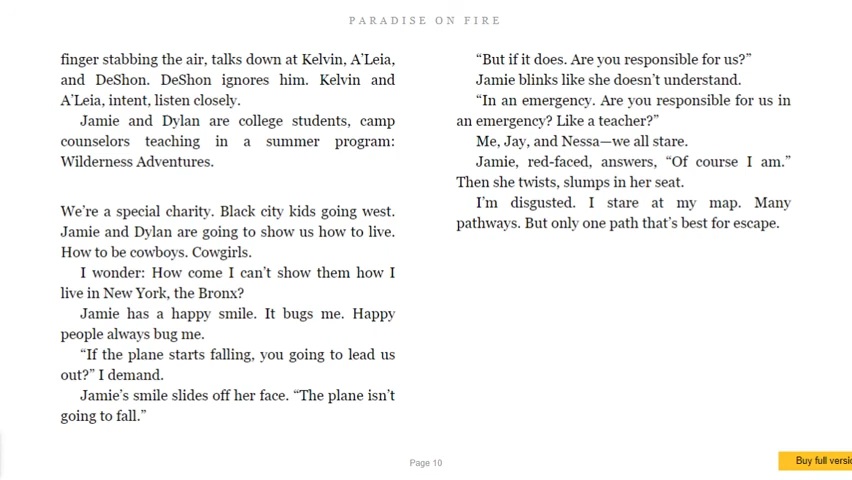 PARADISE ON FIRE
finger stabbing the air, talks down at Kelvin, A’Leia,
and DeShon. DeShon ignores him. Kelvin and
A’Leia, intent, listen closely.
Jamie and Dylan are college students, camp
counselors teaching in a summer program:
Wilderness Adventures.
We’re a special charity. Black city kids going west.
Jamie and Dylan are going to show us how to live.
How to be cowboys. Cowgirls.
I wonder: How come I can’t show them how I
live in New York, the Bronx?
Jamie has a happy smile. It bugs me. Happy
people always bug me.
“If the plane starts falling, you going to lead us
out?” I demand.
Jamie’s smile slides off her face. “The plane isn’t
going to fall.”
“But if it does. Are you responsible for us?”
Jamie blinks like she doesn’t understand.
“In an emergency. Are you responsible for us in
an emergency? Like a teacher?”
Me, Jay, and Nessa—we all stare.
Jamie, red-faced, answers, “Of course I am.”
Then she twists, slumps in her seat.
I’m disgusted. I stare at my map. Many
pathways. But only one path that’s best for escape.
Page 10
Buy full versio